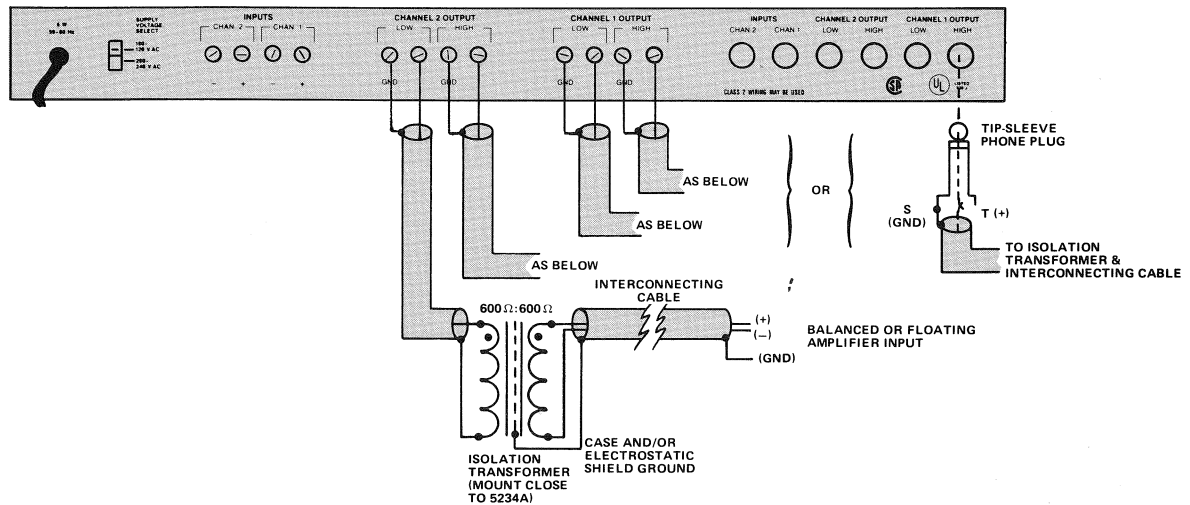 6 W
50-60 Hz
SUPPLY
VOLTAGE
SELECT
100-
120 V AC
200-
240 V AC
INPUTS
CHAN 2
CHAN 1
−
+
−
+
CHANNEL 2 OUTPUT
LOW
HIGH
GND
GND
CHANNEL 1 OUTPUT
LOW
HIGH
GND
GND
INPUTS
CHAN 2
CHAN 1
CHANNEL 2 OUTPUT
LOW
HIGH
CHANNEL 1 OUTPUT
LOW
HIGH
CLASS 2 WIRING MAY BE USED
UL
LISTED
TIP-SLEEVE
PHONE PLUG
AS BELOW
AS BELOW
AS BELOW
OR
S
(GND)
T (+)
TO ISOLATION
TRANSFORMER &
INTERCONNECTING CABLE
INTERCONNECTING
CABLE
600 Ω:600 Ω
(+)
(−)
(GND)
BALANCED OR FLOATING
AMPLIFIER INPUT
CASE AND/OR
ELECTROSTATIC
SHIELD GROUND
ISOLATION
TRANSFORMER
(MOUNT CLOSE
TO 5234A)